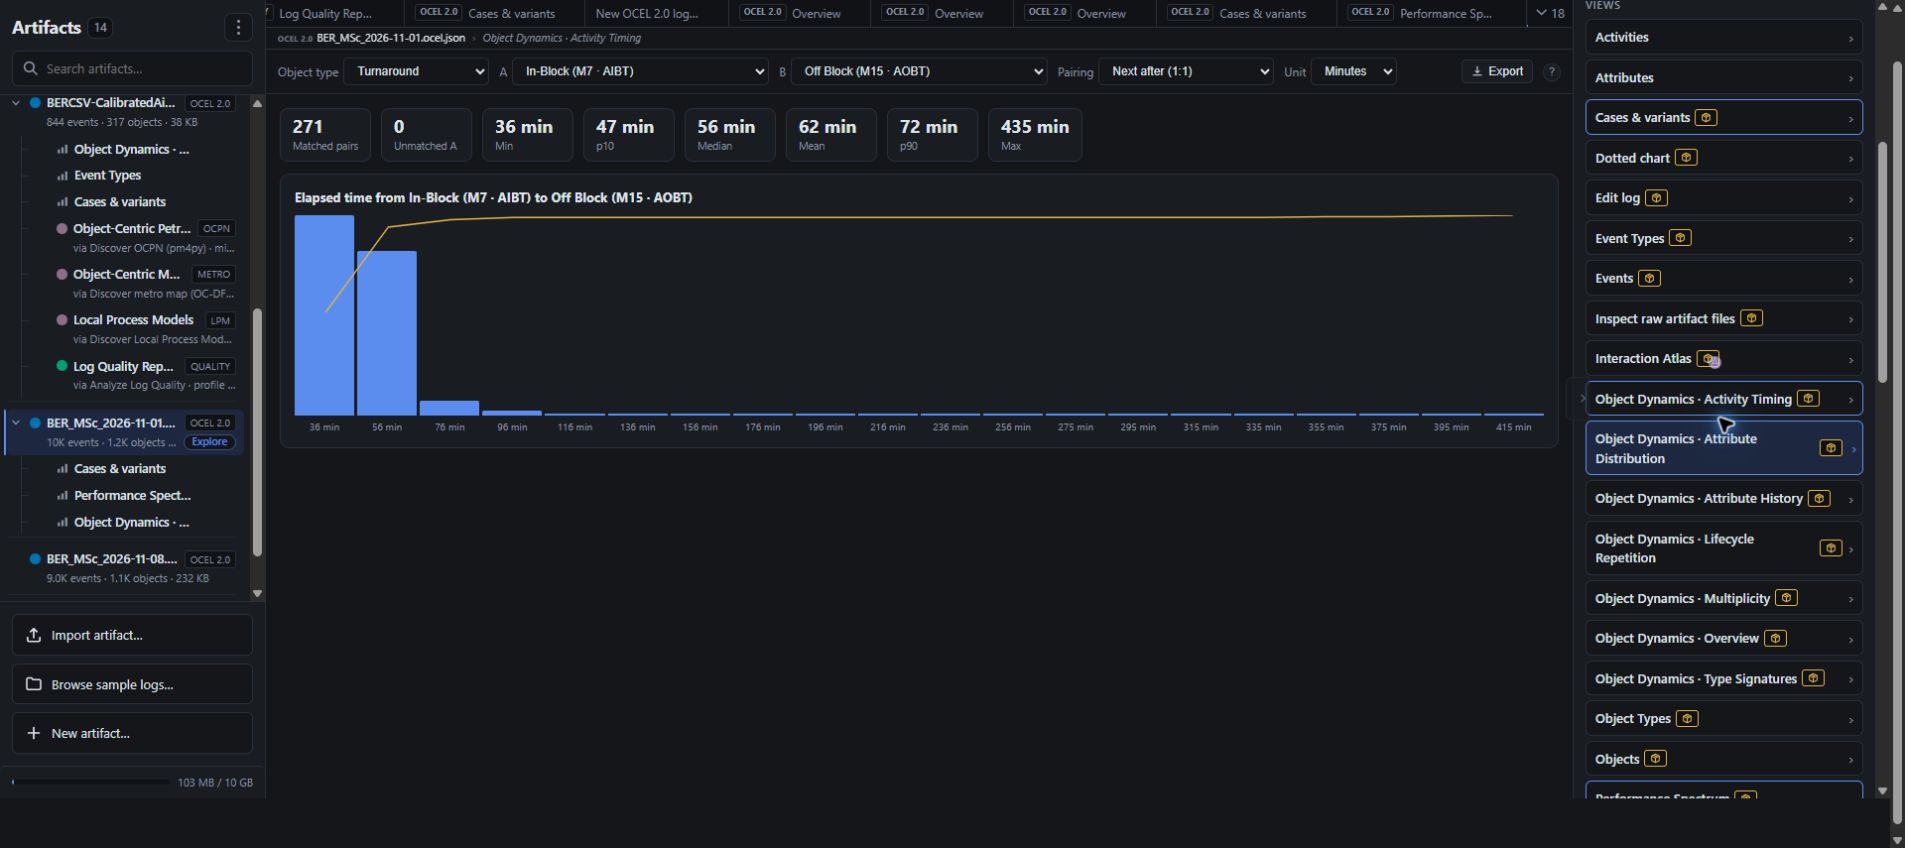 Artifacts 14
Search artifacts...
BERCSV-CalibratedAi... OCEL 2.0
844 events · 317 objects · 38 KB
Object Dynamics · ...
Event Types
Cases & variants
Object-Centric Petr... OCPN
via Discover OCPN (pm4py) · mi...
Object-Centric M... METRO
via Discover metro map (OC-DF...
Local Process Models LPM
via Discover Local Process Mod...
Log Quality Rep... QUALITY
via Analyze Log Quality · profile ...
BER_MSc_2026-11-01.... OCEL 2.0
10K events · 1.2K objects ... Explore
Cases & variants
Performance Spect...
Object Dynamics · ...
BER_MSc_2026-11-08.... OCEL 2.0
9.0K events · 1.1K objects · 232 KB
Import artifact...
Browse sample logs...
New artifact...
103 MB / 10 GB
Log Quality Rep... OCEL 2.0 Cases & variants New OCEL 2.0 log... OCEL 2.0 Overview OCEL 2.0 Overview OCEL 2.0 Overview OCEL 2.0 Cases & variants OCEL 2.0 Performance Sp... 18
OCEL 2.0 BER_MSc_2026-11-01.ocel.json › Object Dynamics · Activity Timing
Object type Turnaround A In-Block (M7 · AIBT) B Off Block (M15 · AOBT) Pairing Next after (1:1) Unit Minutes Export ?
271 0 36 min 47 min 56 min 62 min 72 min 435 min
Matched pairs Unmatched A Min p10 Median Mean p90 Max
Elapsed time from In-Block (M7 · AIBT) to Off Block (M15 · AOBT)
36 min 56 min 76 min 96 min 116 min 136 min 156 min 176 min 196 min 216 min 236 min 256 min 275 min 295 min 315 min 335 min 355 min 375 min 395 min 415 min
VIEWS
Activities
Attributes
Cases & variants
Dotted chart
Edit log
Event Types
Events
Inspect raw artifact files
Interaction Atlas
Object Dynamics · Activity Timing
Object Dynamics · Attribute
Distribution
Object Dynamics · Attribute History
Object Dynamics · Lifecycle
Repetition
Object Dynamics · Multiplicity
Object Dynamics · Overview
Object Dynamics · Type Signatures
Object Types
Objects
Performance Spectrum